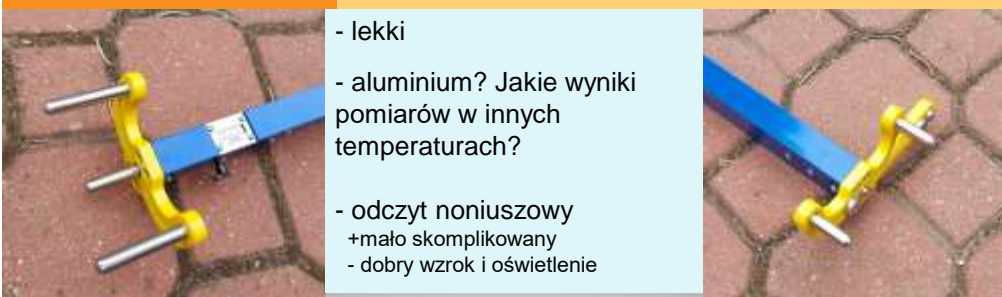 - lekki
- aluminium? Jakie wyniki
pomiarów w innych
temperaturach?
- odczyt noniuszowy
+mało skomplikowany
- dobry wzrok i oświetlenie